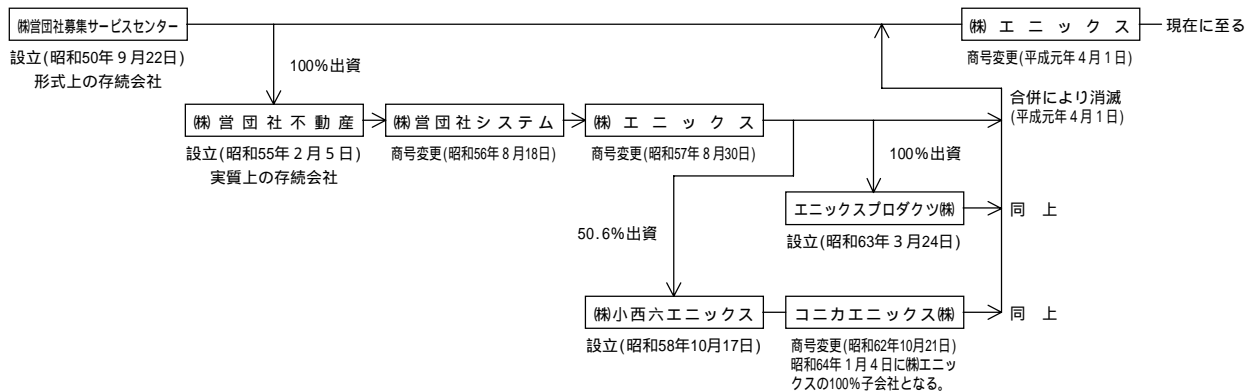 ㈱営団社募集サービスセンター
設立(昭和50年9月22日)
形式上の存続会社
100%出資
㈱エニックス
商号変更(平成元年4月1日)
現在に至る
㈱営団社不動産
設立(昭和55年2月5日)
実質上の存続会社
㈱営団社システム
商号変更(昭和56年8月18日)
㈱エニックス
商号変更(昭和57年8月30日)
合併により消滅
(平成元年4月1日)
100%出資
エニックスプロダクツ㈱
設立(昭和63年3月24日)
同上
50.6%出資
㈱小西六エニックス
設立(昭和58年10月17日)
コニカエニックス㈱
商号変更(昭和62年10月21日)
昭和64年1月4日に㈱エニッ
クスの100%子会社となる。
同上